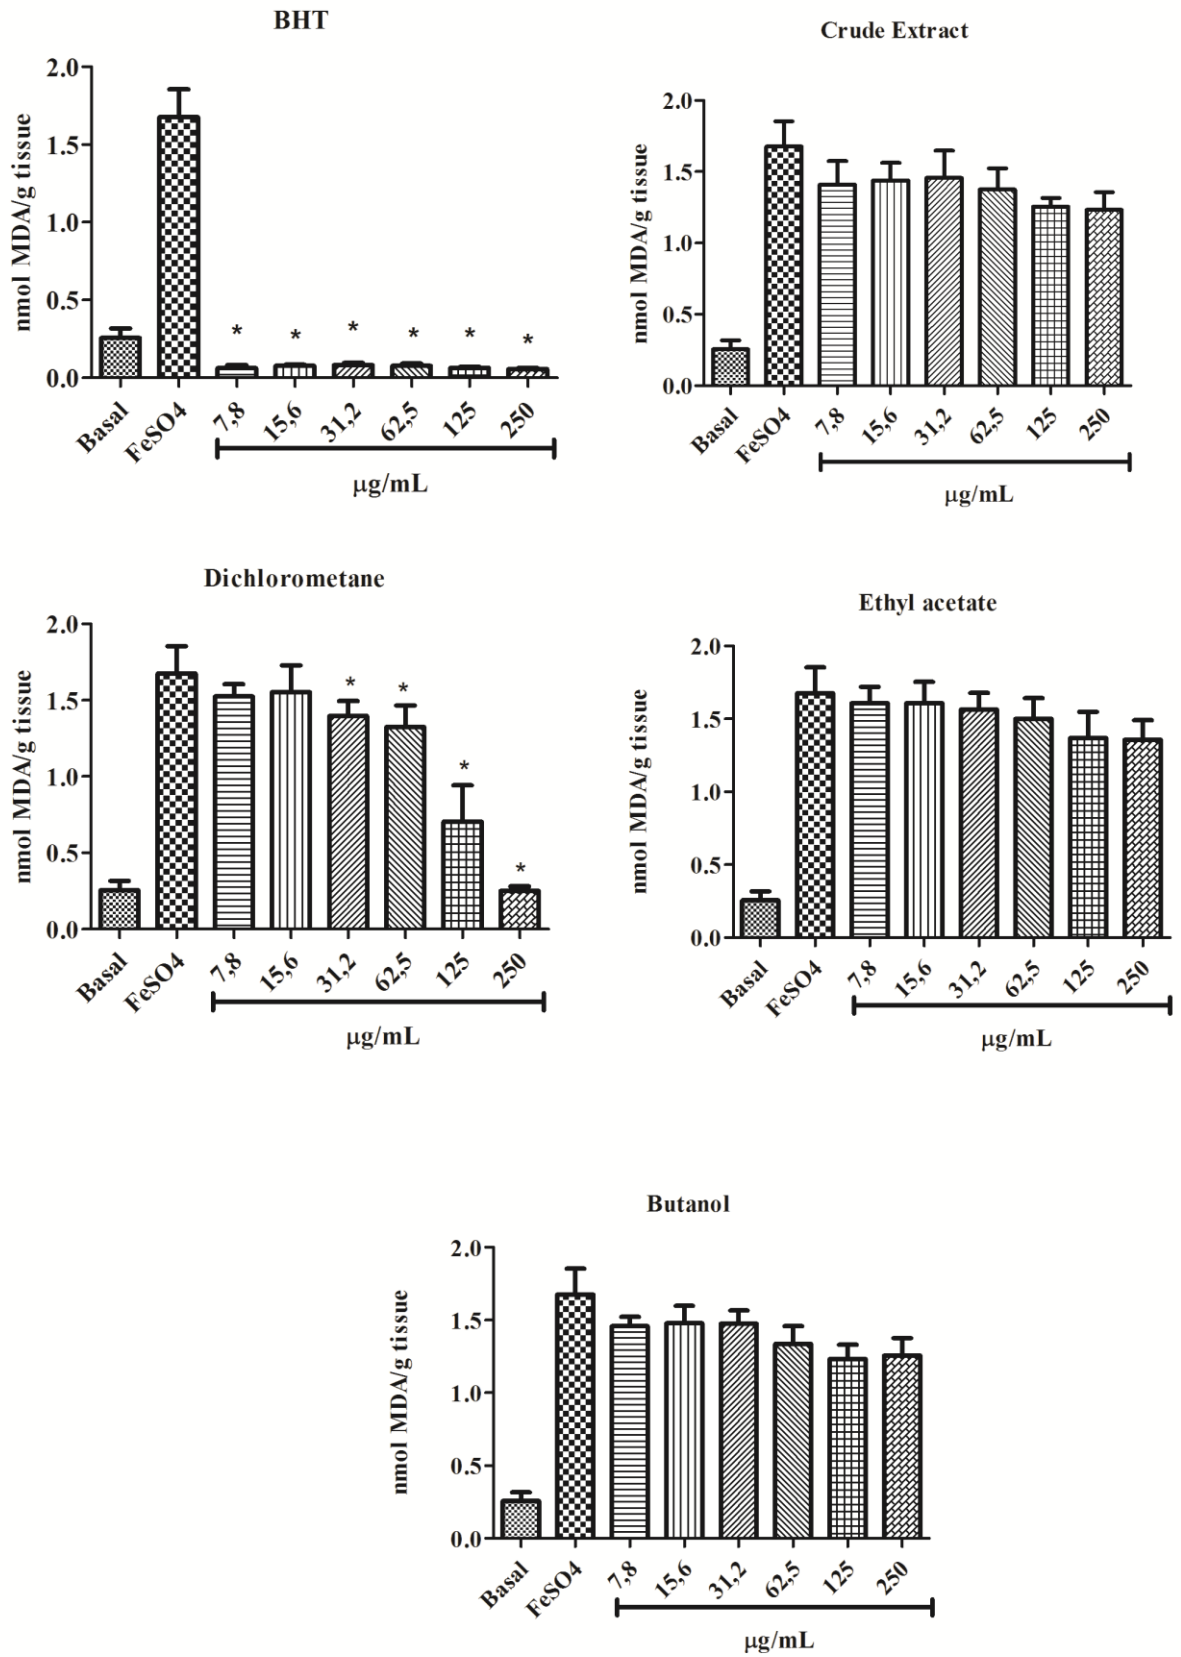 BHT
2.0
1.5
1.0
0.5
0.0
nmol MDA/g tissue
* * * * * *
Basal FeSO4 7,8 15,6 31,2 62,5 125 250
µg/mL
Crude Extract
2.0
1.5
1.0
0.5
0.0
nmol MDA/g tissue
Basal FeSO4 7,8 15,6 31,2 62,5 125 250
µg/mL
Dichlorometane
2.0
1.5
1.0
0.5
0.0
nmol MDA/g tissue
* * * *
Basal FeSO4 7,8 15,6 31,2 62,5 125 250
µg/mL
Ethyl acetate
2.0
1.5
1.0
0.5
0.0
nmol MDA/g tissue
Basal FeSO4 7,8 15,6 31,2 62,5 125 250
µg/mL
Butanol
2.0
1.5
1.0
0.5
0.0
nmol MDA/g tissue
Basal FeSO4 7,8 15,6 31,2 62,5 125 250
µg/mL